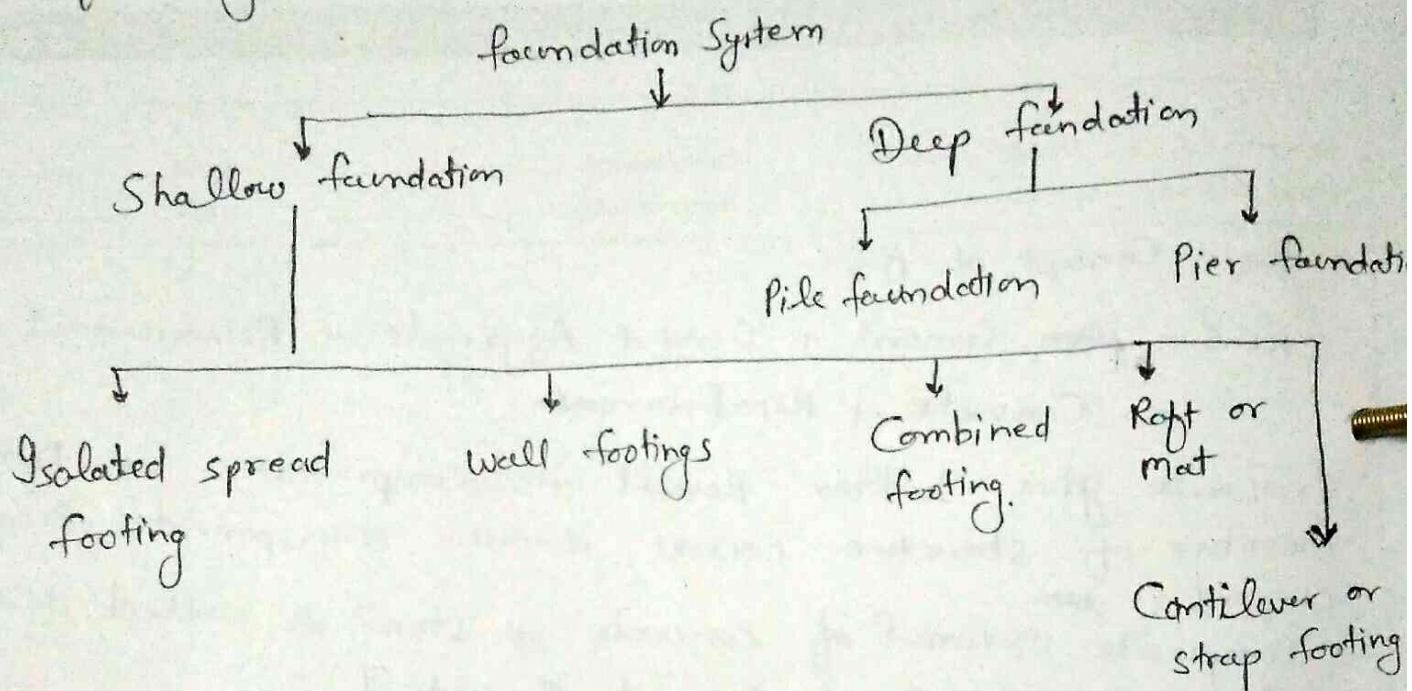 foundation System
Shallow foundation
Deep foundation
Pile foundation
Pier foundati
Isolated spread
footing
Wall footings
Combined
footing.
Raft or
mat
Cantilever or
strap footing